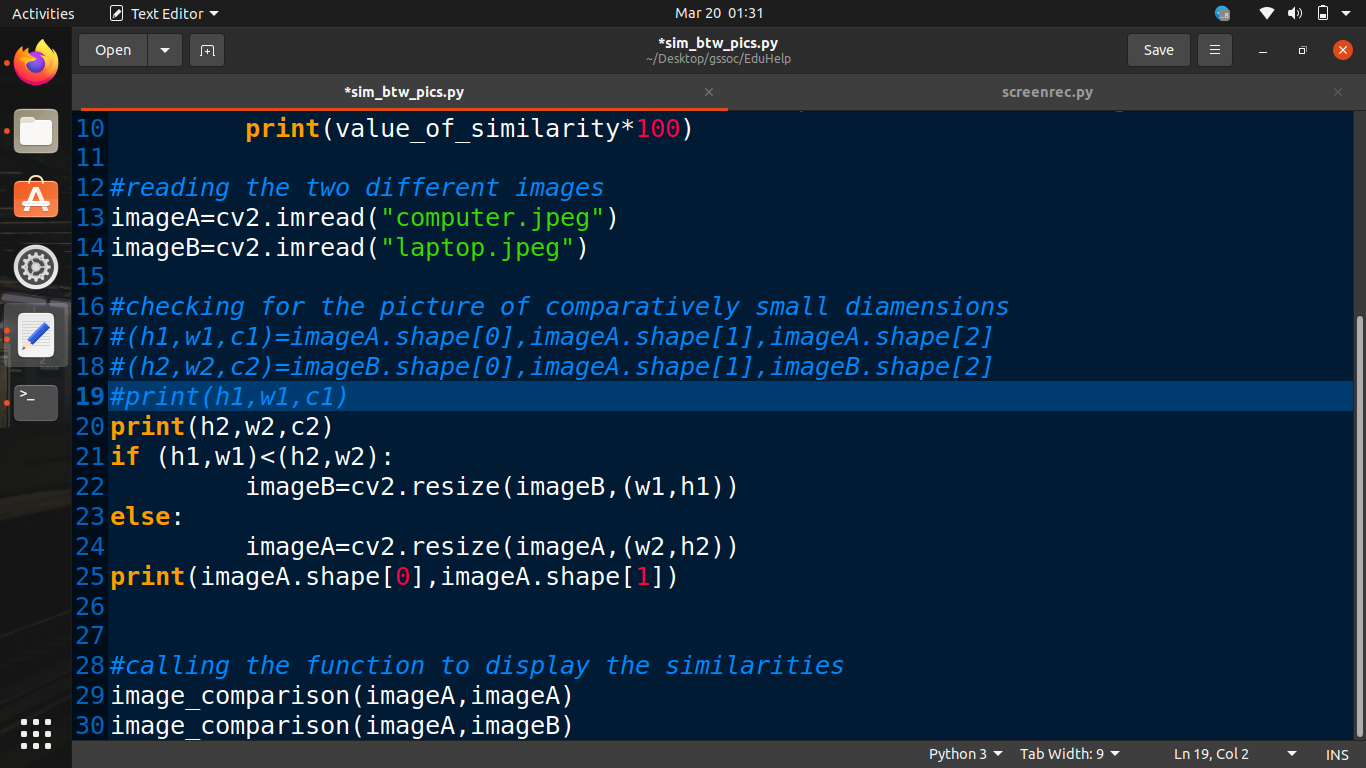 Activities Text Editor Mar 20 01:31
Open *sim_btw_pics.py Save
~/Desktop/gssoc/EduHelp
*sim_btw_pics.py × screenrec.py ×
10 print(value_of_similarity*100)
11
12 #reading the two different images
13 imageA=cv2.imread("computer.jpeg")
14 imageB=cv2.imread("laptop.jpeg")
15
16 #checking for the picture of comparatively small diamensions
17 #(h1,w1,c1)=imageA.shape[0],imageA.shape[1],imageA.shape[2]
18 #(h2,w2,c2)=imageB.shape[0],imageA.shape[1],imageB.shape[2]
19 #print(h1,w1,c1)
20 print(h2,w2,c2)
21 if (h1,w1)<(h2,w2):
22 imageB=cv2.resize(imageB,(w1,h1))
23 else:
24 imageA=cv2.resize(imageA,(w2,h2))
25 print(imageA.shape[0],imageA.shape[1])
26
27
28 #calling the function to display the similarities
29 image_comparison(imageA,imageA)
30 image_comparison(imageA,imageB)
Python 3 Tab Width: 9 Ln 19, Col 2 INS